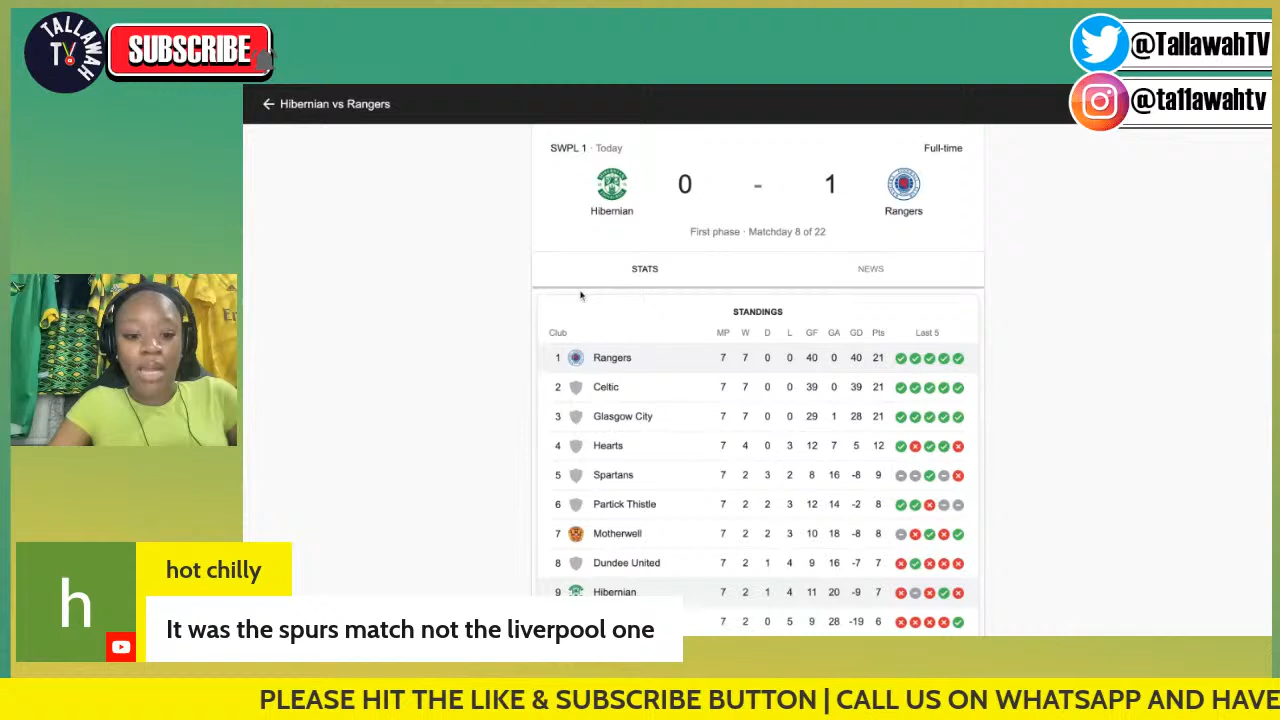 TALLAWAH
TV
SUBSCRIBE
@TallawahTV
@ta11awahtv
Hibernian vs Rangers
SWPL 1 · Today
Full-time
0 - 1
Hibernian
Rangers
First phase · Matchday 8 of 22
STATS
NEWS
STANDINGS
Club MP W D L GF GA GD Pts Last 5
1 Rangers 7 7 0 0 40 0 40 21
2 Celtic 7 7 0 0 39 0 39 21
3 Glasgow City 7 7 0 0 29 1 28 21
4 Hearts 7 4 0 3 12 7 5 12
5 Spartans 7 2 3 2 8 16 -8 9
6 Partick Thistle 7 2 2 3 12 14 -2 8
7 Motherwell 7 2 2 3 10 18 -8 8
8 Dundee United 7 2 1 4 9 16 -7 7
9 Hibernian 7 2 1 4 11 20 -9 7
7 2 0 5 9 28 -19 6
h
hot chilly
It was the spurs match not the liverpool one
PLEASE HIT THE LIKE & SUBSCRIBE BUTTON | CALL US ON WHATSAPP AND HAVE